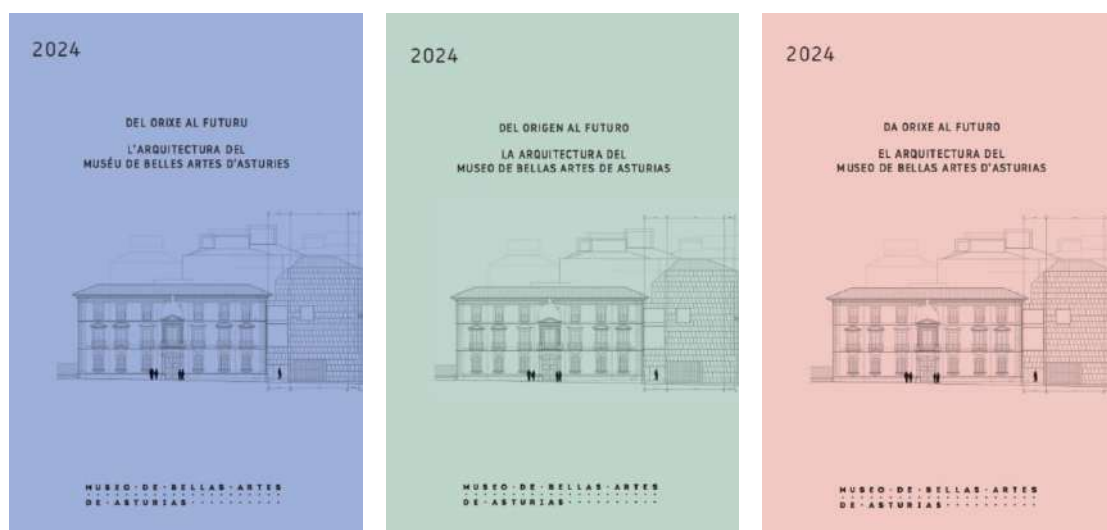 2024
DEL ORIXE AL FUTURU
L'ARQUITECTURA DEL
MUSÉU DE BELLES ARTES D'ASTURIES
MUSEO·DE·BELLAS·ARTES
DE·ASTURIAS
2024
DEL ORIGEN AL FUTURO
LA ARQUITECTURA DEL
MUSEO DE BELLAS ARTES DE ASTURIAS
MUSEO·DE·BELLAS·ARTES
DE·ASTURIAS
2024
DA ORIXE AL FUTURO
EL ARQUITECTURA DEL
MUSEO DE BELLAS ARTES D'ASTURIAS
MUSEO·DE·BELLAS·ARTES
DE·ASTURIAS